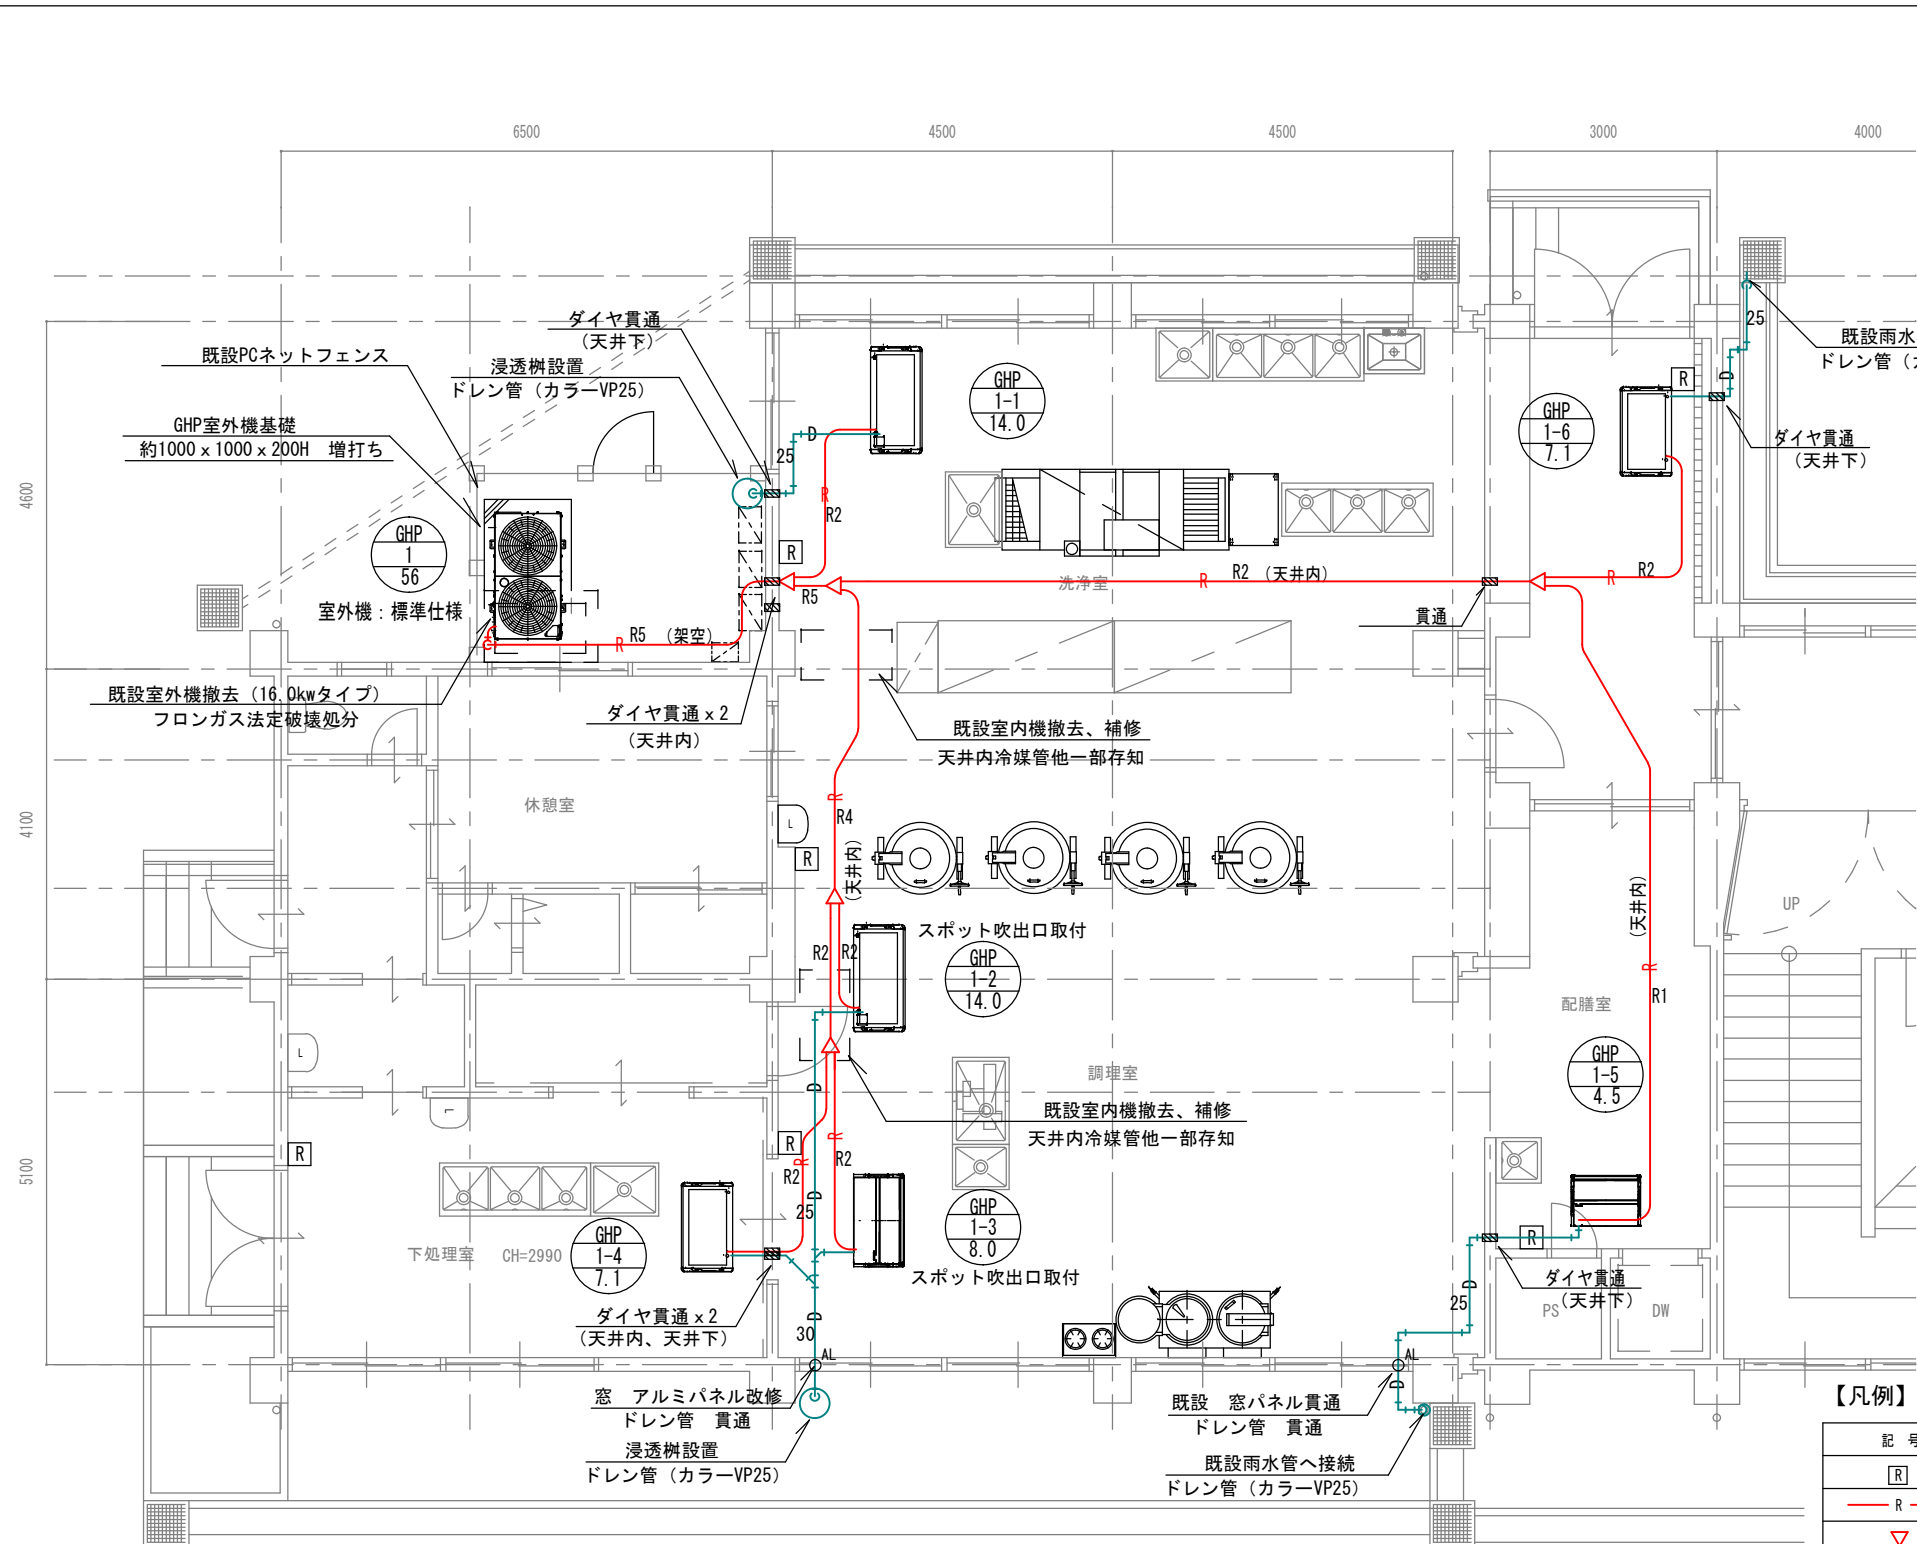 6500
4500
4500
3000
4000
4600
4100
5100
ダイヤ貫通
(天井下)
既設PCネットフェンス
浸透桝設置
ドレン管（カラーVP25）
GHP室外機基礎
約1000ｘ1000ｘ200H　増打ち
GHP
1
56
室外機：標準仕様
R5　(架空)
R
既設室外機撤去（16.0kwタイプ）
フロンガス法定破壊処分
ダイヤ貫通ｘ2
(天井内)
D
25
R
R2
R
R5
GHP
1-1
14.0
洗浄室
R
R2　(天井内)
貫通
GHP
1-6
7.1
R
D
25
既設雨水
ドレン管（
ダイヤ貫通
(天井下)
R
R2
既設室内機撤去、補修
天井内冷媒管他一部存知
休憩室
L
R
R
R4
(天井内)
スポット吹出口取付
GHP
1-2
14.0
R2
R2
UP
(天井内)
R
R1
配膳室
GHP
1-5
4.5
L
L
調理室
既設室内機撤去、補修
天井内冷媒管他一部存知
D
R
R
R
R2
R
R2
25
D
GHP
1-3
8.0
スポット吹出口取付
下処理室
CH=2990
GHP
1-4
7.1
ダイヤ貫通ｘ2
(天井内、天井下)
D
30
AL
窓　アルミパネル改修
ドレン管　貫通
浸透桝設置
ドレン管（カラーVP25）
R
D
25
ダイヤ貫通
(天井下)
PS
DW
AL
D
既設　窓パネル貫通
ドレン管　貫通
既設雨水管へ接続
ドレン管（カラーVP25）
【凡例】
記　号
R
R